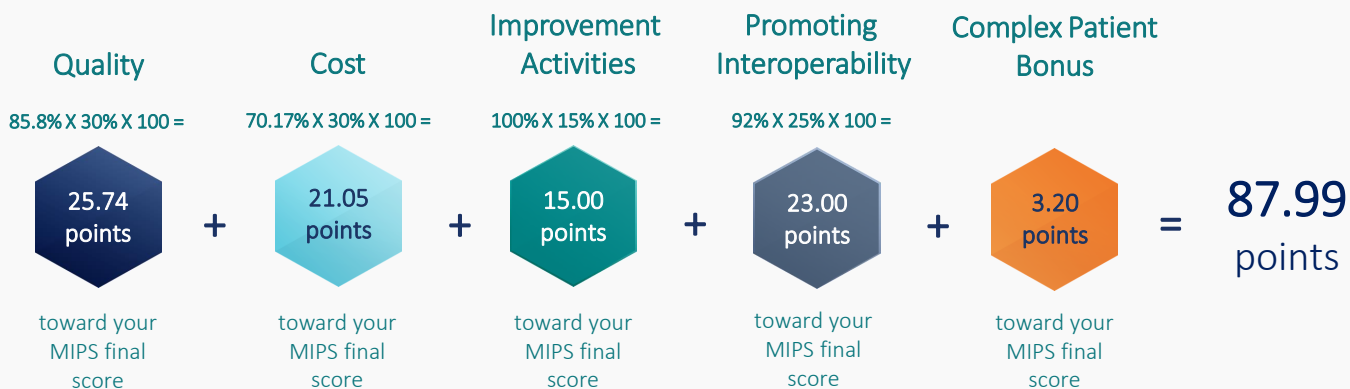 Quality
85.8% X 30% X 100 =
25.74
points
toward your
MIPS final
score
+
Cost
70.17% X 30% X 100 =
21.05
points
toward your
MIPS final
score
+
Improvement
Activities
100% X 15% X 100 =
15.00
points
toward your
MIPS final
score
+
Promoting
Interoperability
92% X 25% X 100 =
23.00
points
toward your
MIPS final
score
+
Complex Patient
Bonus
3.20
points
toward your
MIPS final
score
=
87.99
points